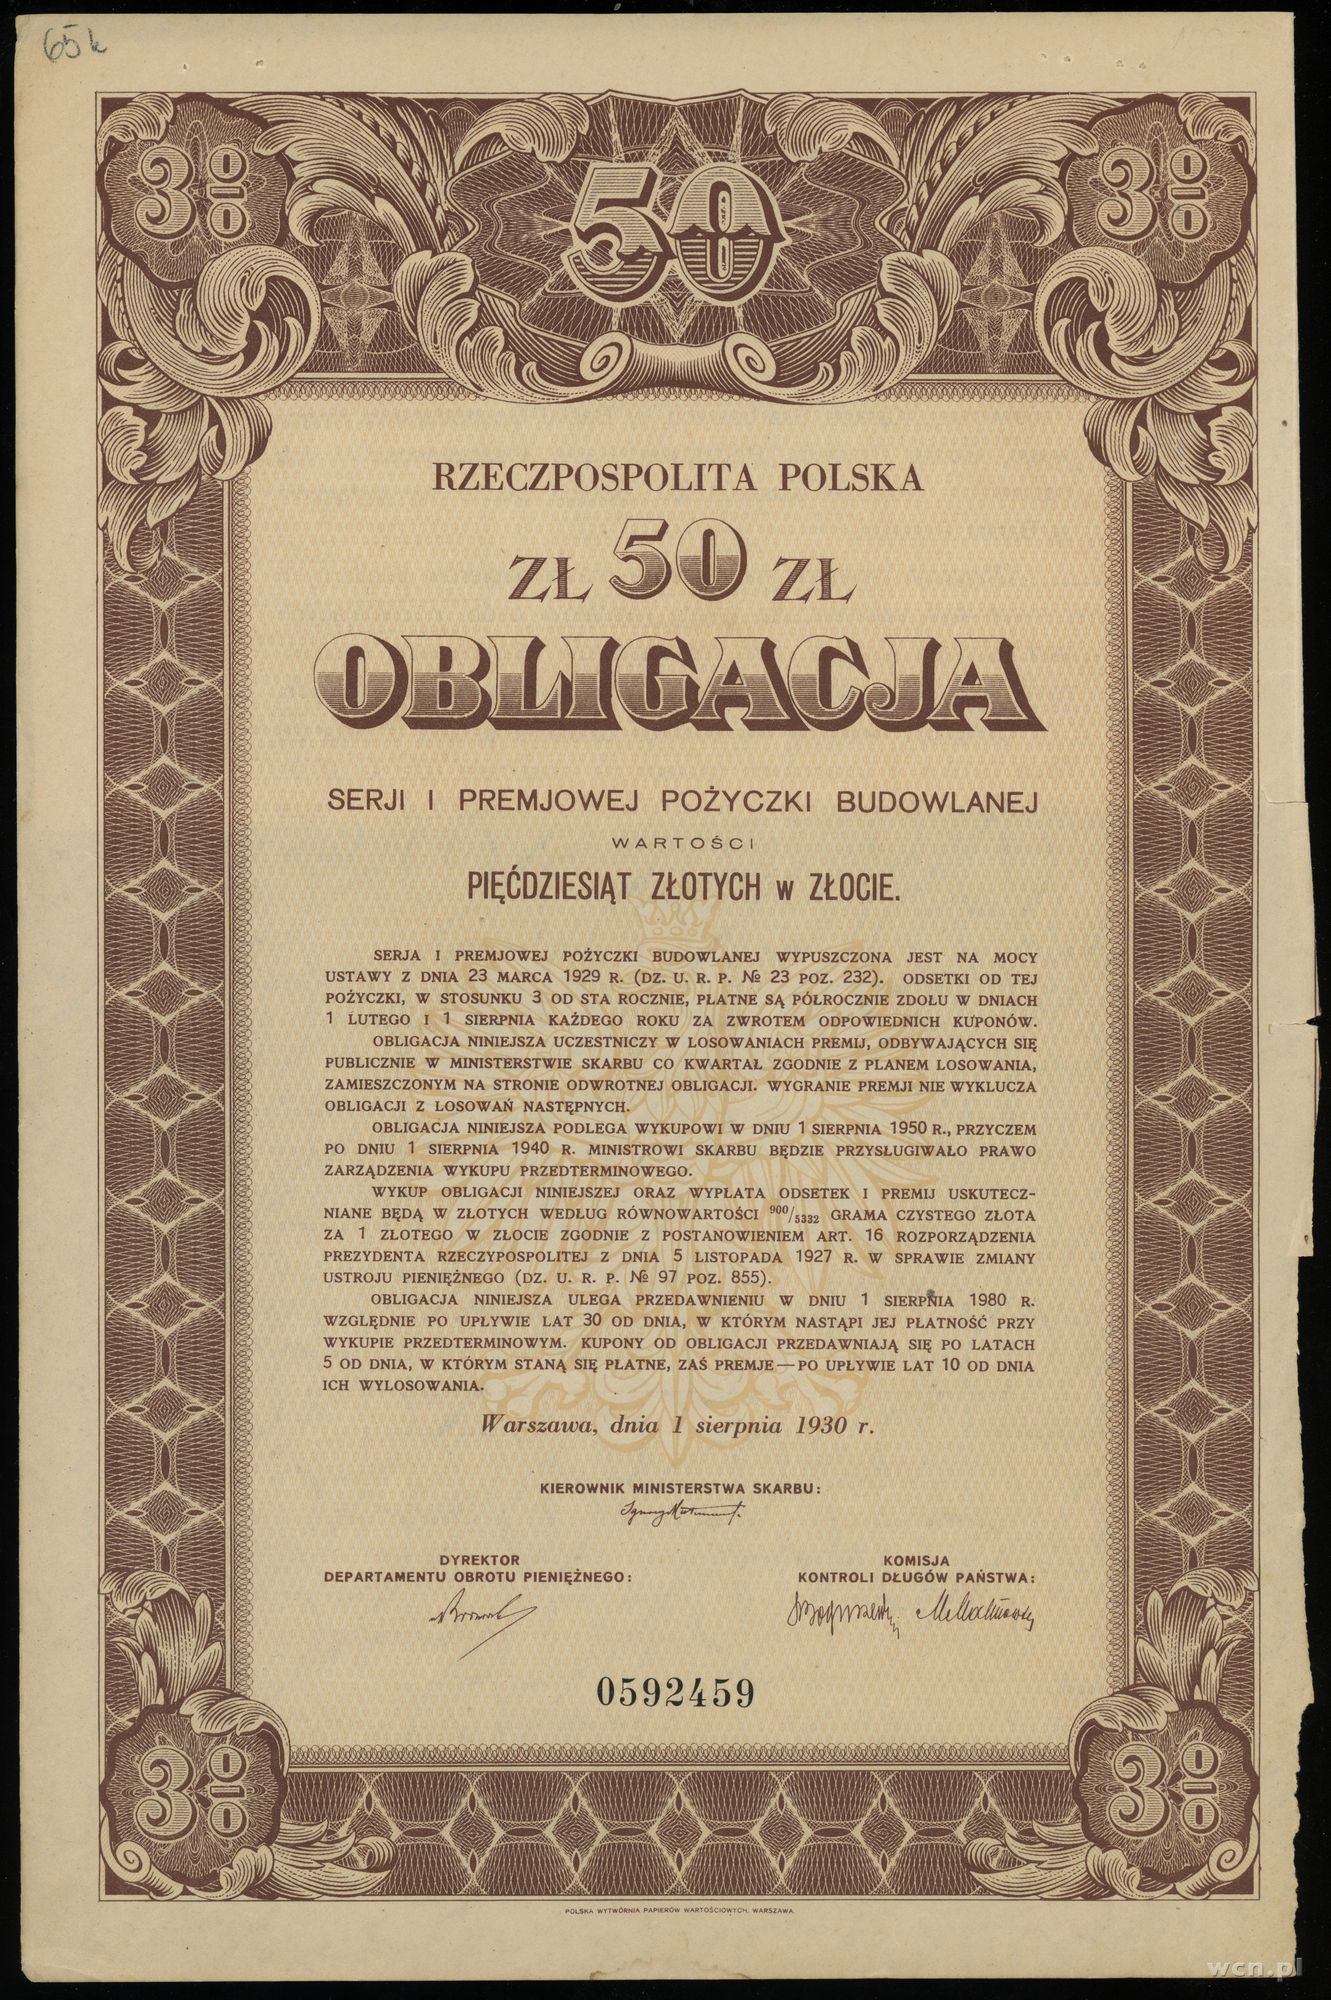 65k
3%
50
3%
RZECZPOSPOLITA POLSKA
ZŁ 50 ZŁ
OBLIGACJA
SERJI I PREMJOWEJ POŻYCZKI BUDOWLANEJ
WARTOŚCI
PIĘĆDZIESIĄT ZŁOTYCH w ZŁOCIE.
SERJA I PREMJOWEJ POŻYCZKI BUDOWLANEJ WYPUSZCZONA JEST NA MOCY
USTAWY Z DNIA 23 MARCA 1929 R. (DZ. U. R. P. № 23 POZ. 232). ODSETKI OD TEJ
POŻYCZKI, W STOSUNKU 3 OD STA ROCZNIE, PŁATNE SĄ PÓŁROCZNIE ZDOŁU W DNIACH
1 LUTEGO I 1 SIERPNIA KAŻDEGO ROKU ZA ZWROTEM ODPOWIEDNICH KUPONÓW.
OBLIGACJA NINIEJSZA UCZESTNICZY W LOSOWANIACH PREMIJ, ODBYWAJĄCYCH SIĘ
PUBLICZNIE W MINISTERSTWIE SKARBU CO KWARTAŁ ZGODNIE Z PLANEM LOSOWANIA,
ZAMIESZCZONYM NA STRONIE ODWROTNEJ OBLIGACJI. WYGRANIE PREMJI NIE WYKLUCZA
OBLIGACJI Z LOSOWAŃ NASTĘPNYCH.
OBLIGACJA NINIEJSZA PODLEGA WYKUPOWI W DNIU 1 SIERPNIA 1950 R., PRZYCZEM
PO DNIU 1 SIERPNIA 1940 R. MINISTROWI SKARBU BĘDZIE PRZYSŁUGIWAŁO PRAWO
ZARZĄDZENIA WYKUPU PRZEDTERMINOWEGO.
WYKUP OBLIGACJI NINIEJSZEJ ORAZ WYPŁATA ODSETEK I PREMIJ USKUTECZ-
NIANE BĘDĄ W ZŁOTYCH WEDŁUG RÓWNOWARTOŚCI 900/5332 GRAMA CZYSTEGO ZŁOTA
ZA 1 ZŁOTEGO W ZŁOCIE ZGODNIE Z POSTANOWIENIEM ART. 16 ROZPORZĄDZENIA
PREZYDENTA RZECZYPOSPOLITEJ Z DNIA 5 LISTOPADA 1927 R. W SPRAWIE ZMIANY
USTROJU PIENIĘŻNEGO (DZ. U. R. P. № 97 POZ. 855).
OBLIGACJA NINIEJSZA ULEGA PRZEDAWNIENIU W DNIU 1 SIERPNIA 1980 R.
WZGLĘDNIE PO UPŁYWIE LAT 30 OD DNIA, W KTÓRYM NASTĄPI JEJ PŁATNOŚĆ PRZY
WYKUPIE PRZEDTERMINOWYM. KUPONY OD OBLIGACJI PRZEDAWNIAJĄ SIĘ PO LATACH
5 OD DNIA, W KTÓRYM STANĄ SIĘ PŁATNE, ZAŚ PREMJE—PO UPŁYWIE LAT 10 OD DNIA
ICH WYLOSOWANIA.
Warszawa, dnia 1 sierpnia 1930 r.
KIEROWNIK MINISTERSTWA SKARBU:
DYREKTOR
DEPARTAMENTU OBROTU PIENIĘŻNEGO:
KOMISJA
KONTROLI DŁUGÓW PAŃSTWA:
0592459
3%
3%
POLSKA WYTWÓRNIA PAPIERÓW WARTOŚCIOWYCH. WARSZAWA.
wcn.pl